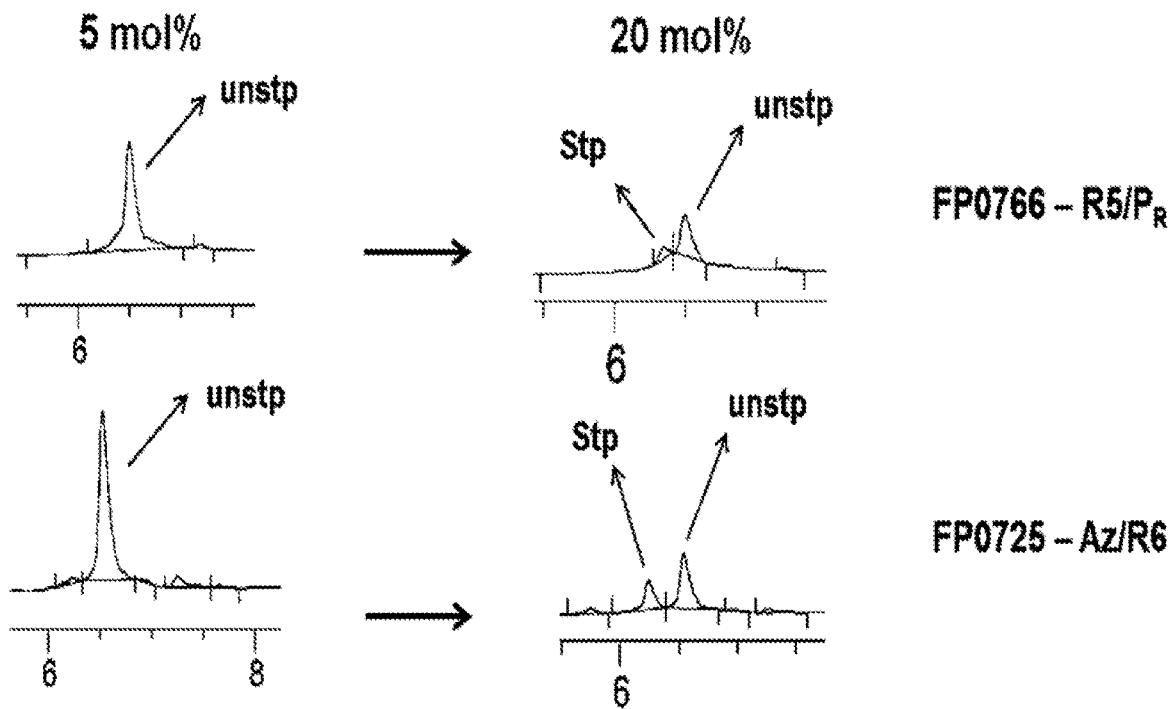 5 mol%
20 mol%
unstp
Stp
unstp
FP0766 – R5/PR
6
6
unstp
Stp
unstp
FP0725 – Az/R6
6
8
6